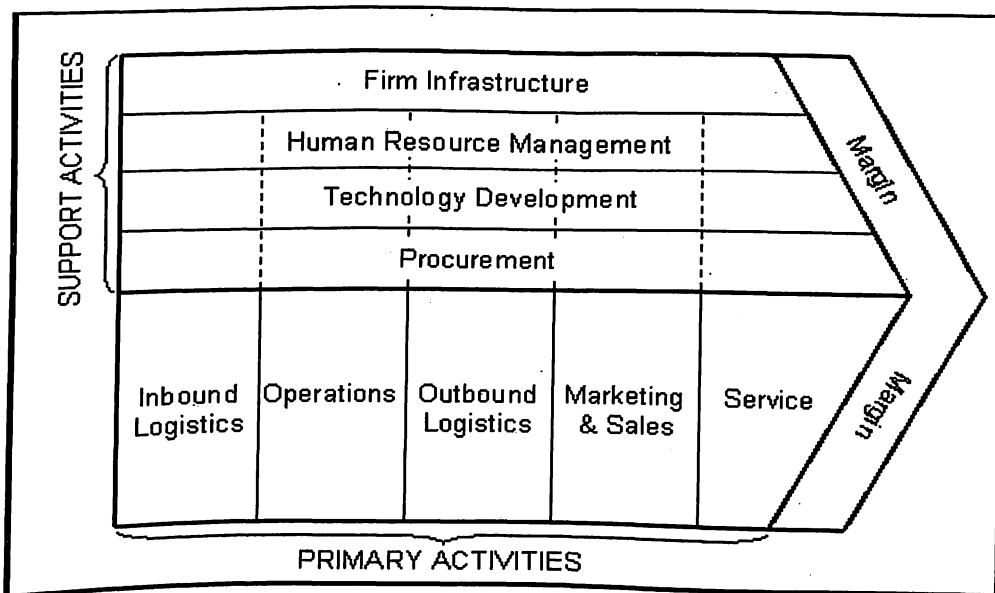 SUPPORT ACTIVITIES
Firm Infrastructure
Human Resource Management
Technology Development
Procurement
Margin
Inbound
Logistics
Operations
Outbound
Logistics
Marketing
& Sales
Service
Margin
PRIMARY ACTIVITIES